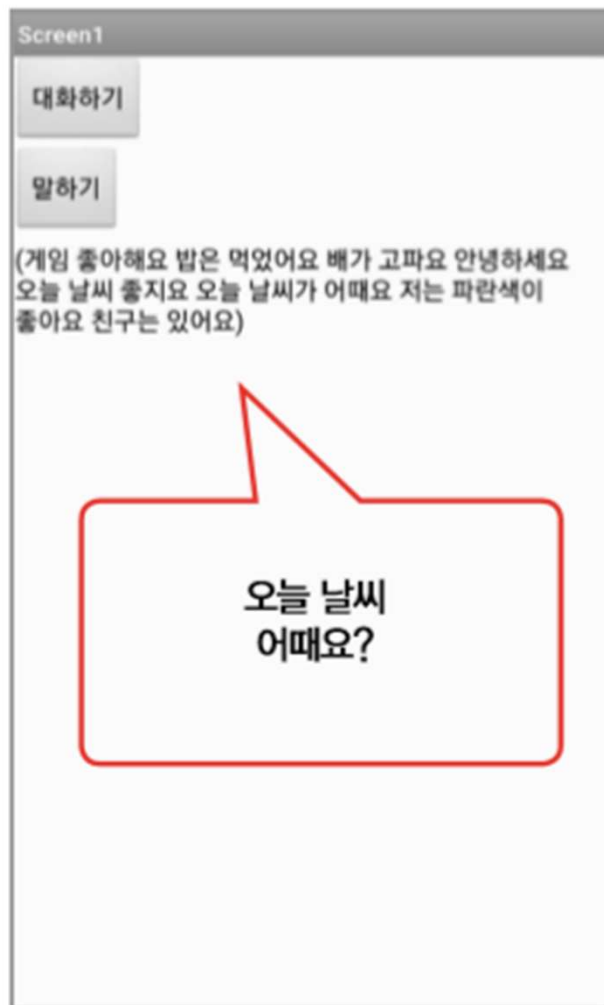 Screen1
대화하기
말하기
(게임 좋아해요 밥은 먹었어요 배가 고파요 안녕하세요
오늘 날씨 좋지요 오늘 날씨가 어때요 저는 파란색이
좋아요 친구는 있어요)
오늘 날씨
어때요?